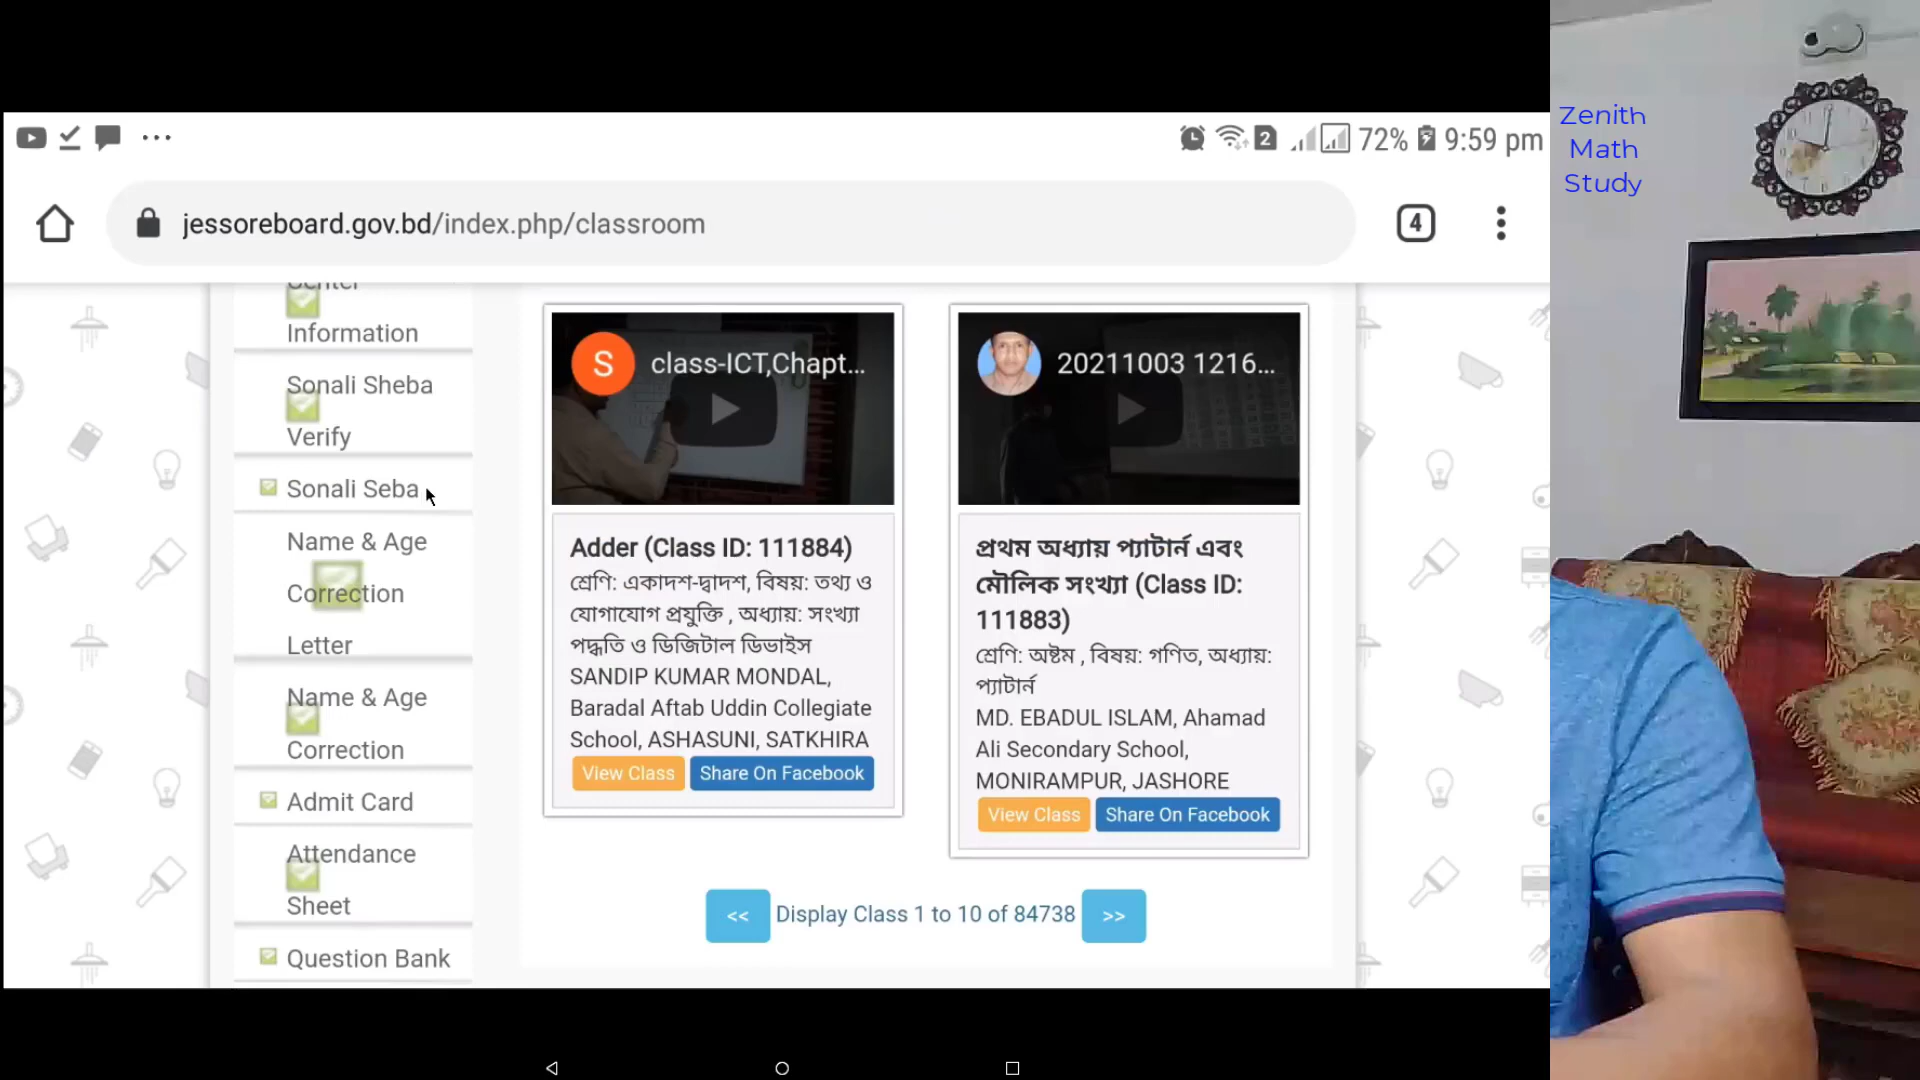 72% 9:59 pm
2
Zenith
Math
Study
jessoreboard.gov.bd/index.php/classroom
4
Center
Information
Sonali Sheba
Verify
Sonali Seba
Name & Age
Correction
Letter
Name & Age
Correction
Admit Card
Attendance
Sheet
Question Bank
S
class-ICT,Chapt...
Adder (Class ID: 111884)
শ্রেণি: একাদশ-দ্বাদশ, বিষয়: তথ্য ও
যোগাযোগ প্রযুক্তি , অধ্যায়: সংখ্যা
পদ্ধতি ও ডিজিটাল ডিভাইস
SANDIP KUMAR MONDAL,
Baradal Aftab Uddin Collegiate
School, ASHASUNI, SATKHIRA
View Class Share On Facebook
20211003 1216...
প্রথম অধ্যায় প্যাটার্ন এবং
মৌলিক সংখ্যা (Class ID:
111883)
শ্রেণি: অষ্টম , বিষয়: গণিত, অধ্যায়:
প্যাটার্ন
MD. EBADUL ISLAM, Ahamad
Ali Secondary School,
MONIRAMPUR, JASHORE
View Class Share On Facebook
<< Display Class 1 to 10 of 84738 >>